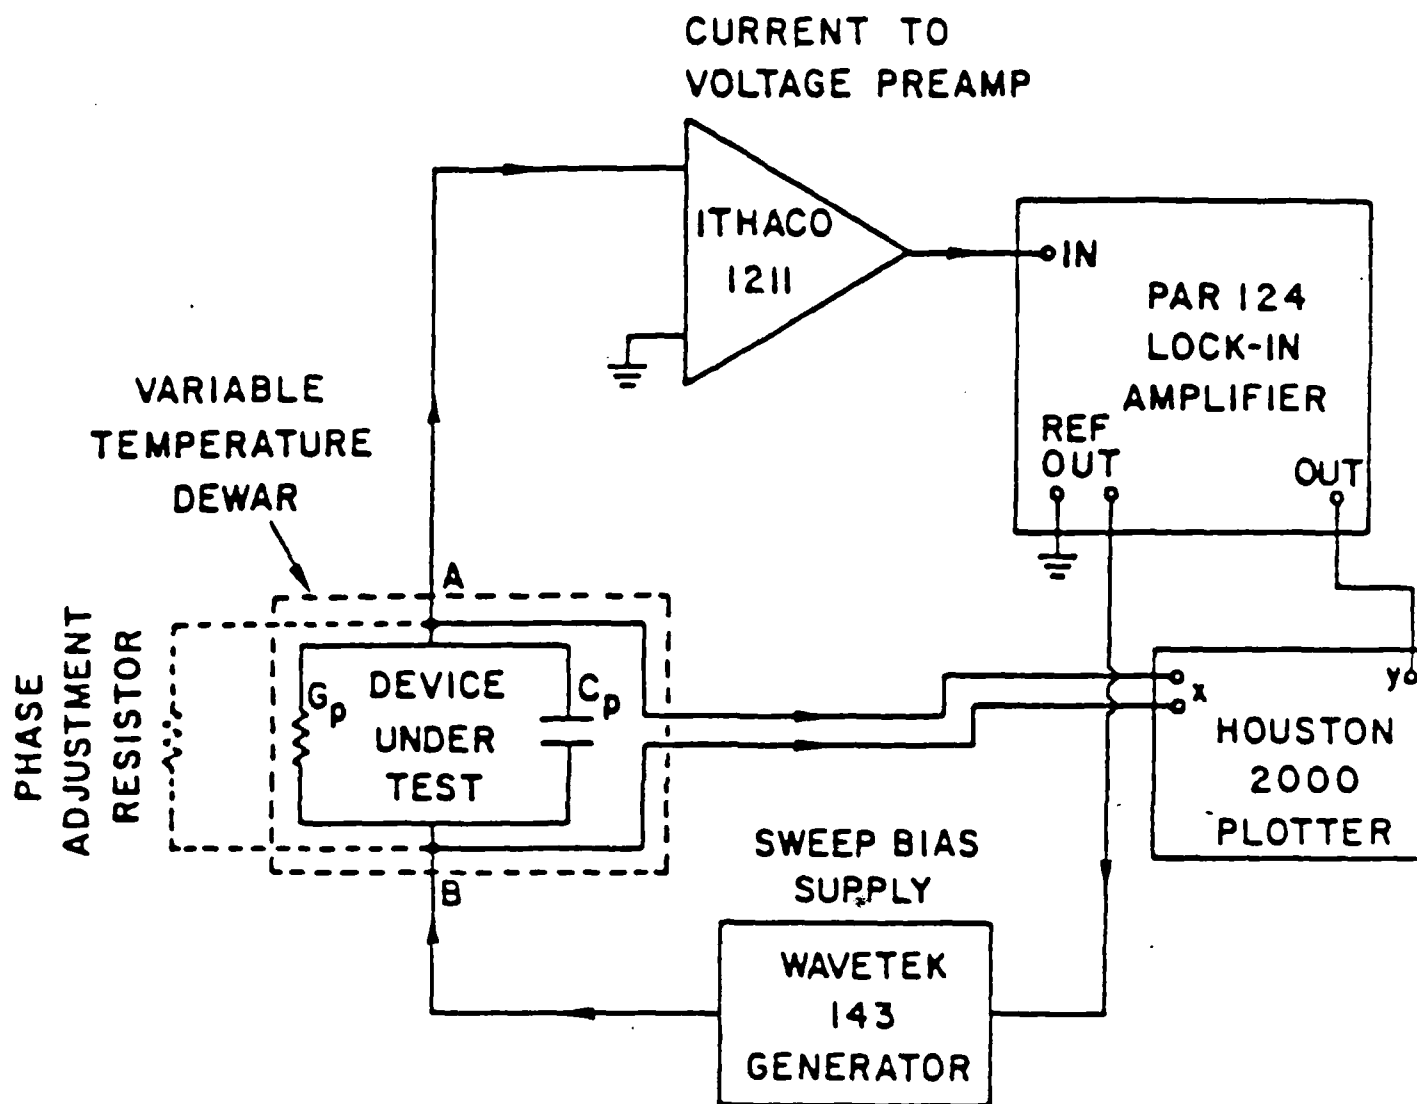 CURRENT TO
VOLTAGE PREAMP
ITHACO
1211
IN
PAR 124
LOCK-IN
AMPLIFIER
REF
OUT
OUT
VARIABLE
TEMPERATURE
DEWAR
A
PHASE
ADJUSTMENT
RESISTOR
Gp
DEVICE
UNDER
TEST
Cp
B
x
y
HOUSTON
2000
PLOTTER
SWEEP BIAS
SUPPLY
WAVETEK
143
GENERATOR